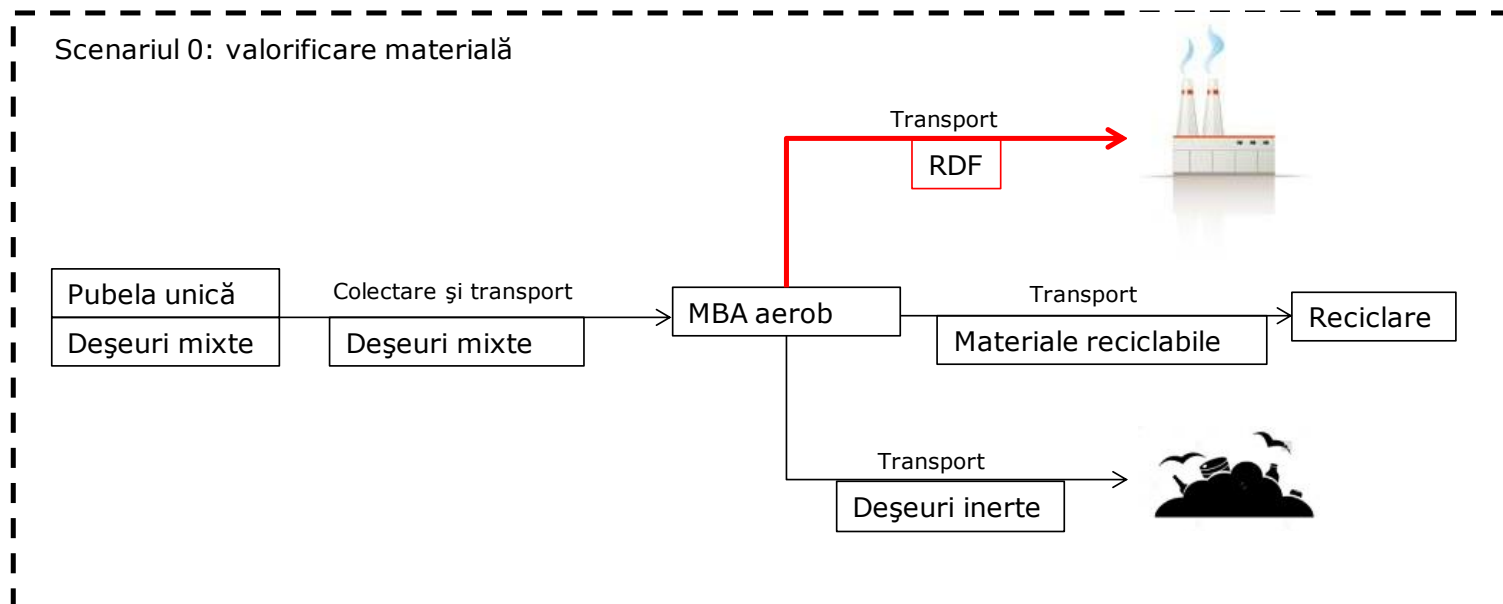 Scenariul 0: valorificare materială
Transport
RDF
Pubela unică
Deşeuri mixte
Colectare şi transport
Deşeuri mixte
MBA aerob
Transport
Materiale reciclabile
Reciclare
Transport
Deşeuri inerte